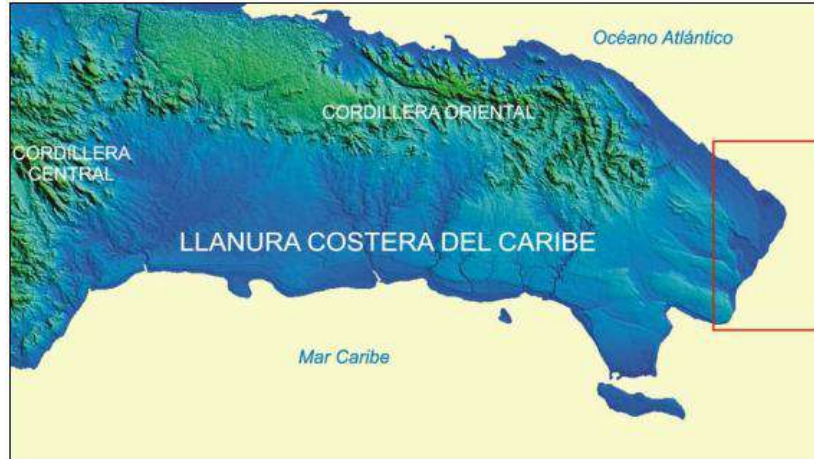 Océano Atlántico
CORDILLERA ORIENTAL
CORDILLERA
CENTRAL
LLANURA COSTERA DEL CARIBE
Mar Caribe